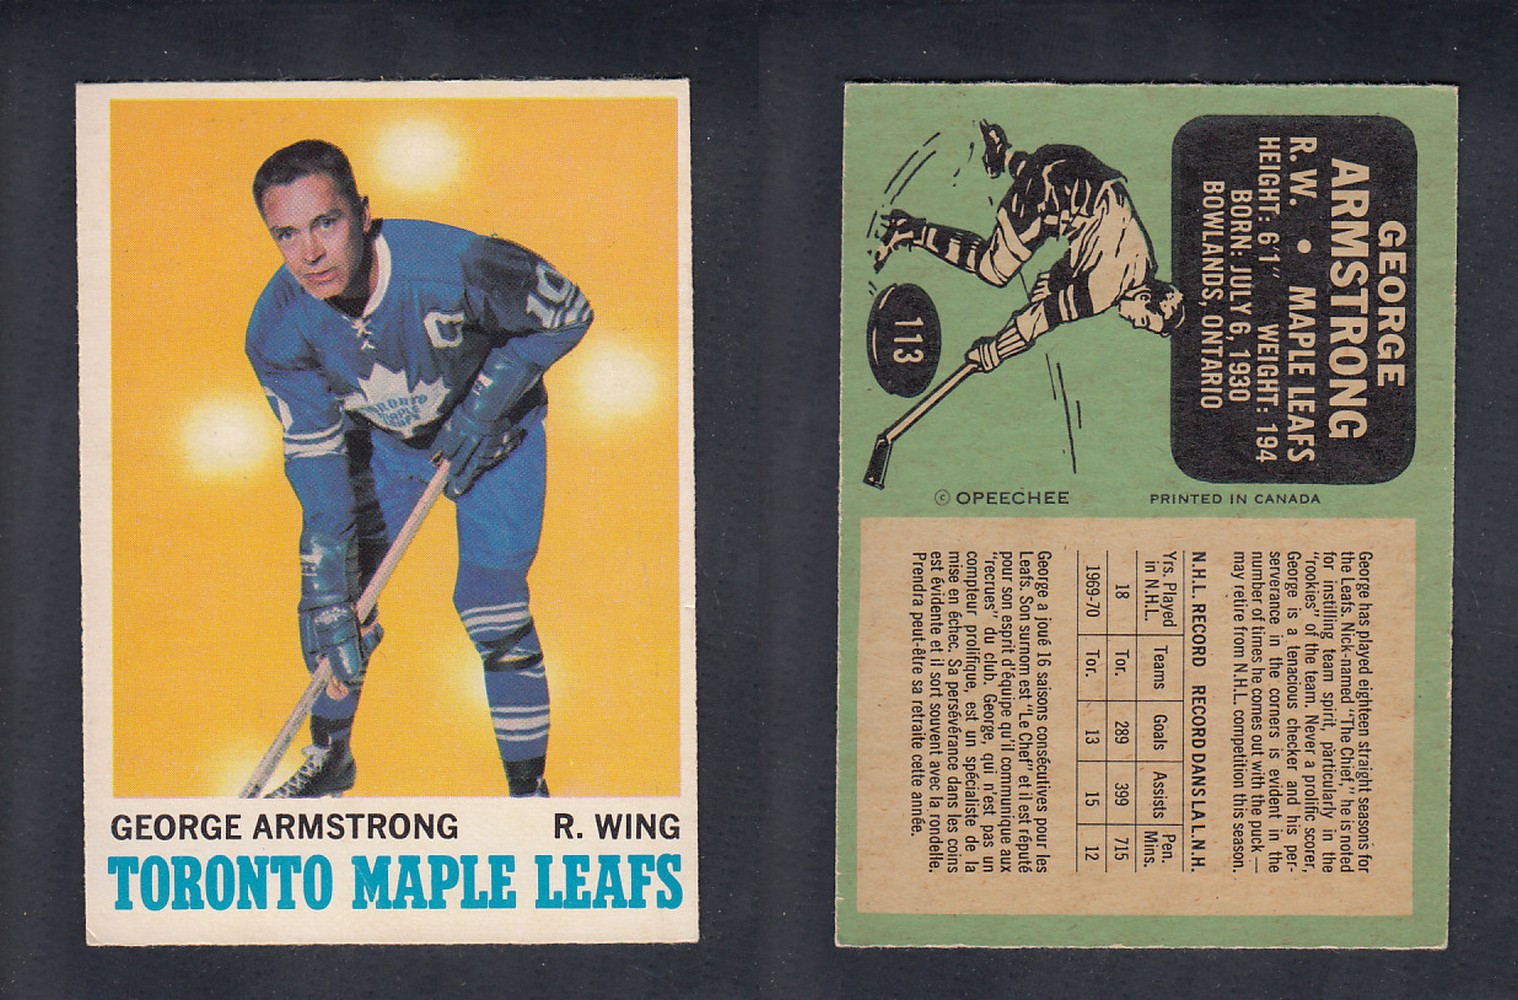 10
C
TORONTO
MAPLE
LEAFS
GEORGE ARMSTRONG R. WING
TORONTO MAPLE LEAFS
GEORGE
ARMSTRONG
R. W. • MAPLE LEAFS
HEIGHT: 6'1" WEIGHT: 194
BORN: JULY 6, 1930
BOWLANDS, ONTARIO
113
© OPEECHEE PRINTED IN CANADA
George has played eighteen straight seasons for
the Leafs. Nick-named "The Chief," he is noted
for instilling team spirit, particularly in the
"rookies" of the team. Never a prolific scorer,
George is a tenacious checker and his per-
serverance in the corners is evident in the
number of times he comes out with the puck —
may retire from N.H.L. competition this season.
N.H.L. RECORD RECORD DANS LA L.N.H.
Yrs. Played in N.H.L. Teams Goals Assists Pen. Mins.
18 Tor. 289 399 715
1969-70 Tor. 13 15 12
George a joué 16 saisons consécutives pour les
Leafs. Son surnom est "Le Chef" et il est réputé
pour son esprit d'équipe qu'il communique aux
"recrues" du club. George, qui n'est pas un
compteur prolifique, est un spécialiste de la
mise en échec. Sa persévérance dans les coins
est évidente et il sort souvent avec la rondelle.
Prendra peut-être sa retraite cette année.